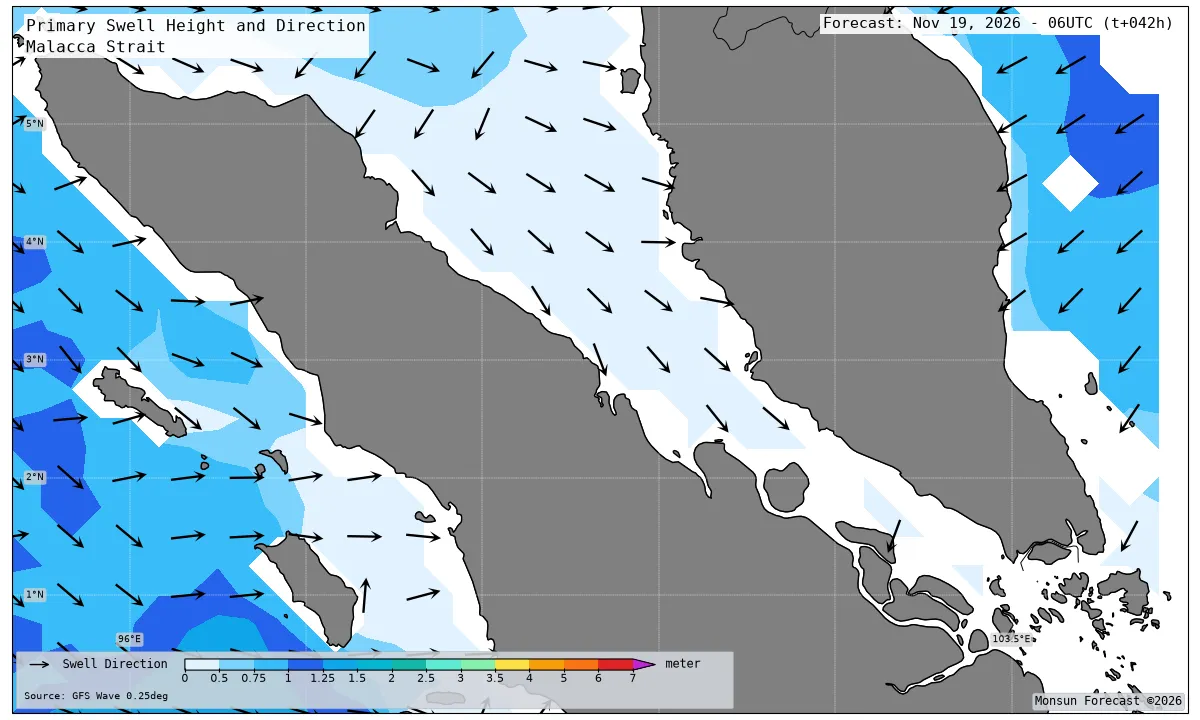 Primary Swell Height and Direction
Malacca Strait
Forecast: Nov 19, 2026 - 06UTC (t+042h)
5°N
4°N
3°N
2°N
1°N
96°E
103.5°E
Swell Direction
0 0.5 0.75 1 1.25 1.5 2 2.5 3 3.5 4 5 6 7
meter
Source: GFS Wave 0.25deg
Monsun Forecast ©2026